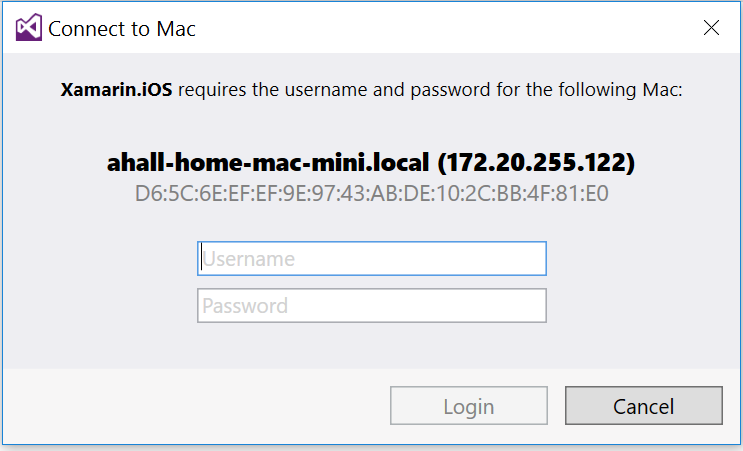 Connect to Mac
Xamarin.iOS requires the username and password for the following Mac:
ahall-home-mac-mini.local (172.20.255.122)
D6:5C:6E:EF:EF:9E:97:43:AB:DE:10:2C:BB:4F:81:E0
Username
Password
Login
Cancel